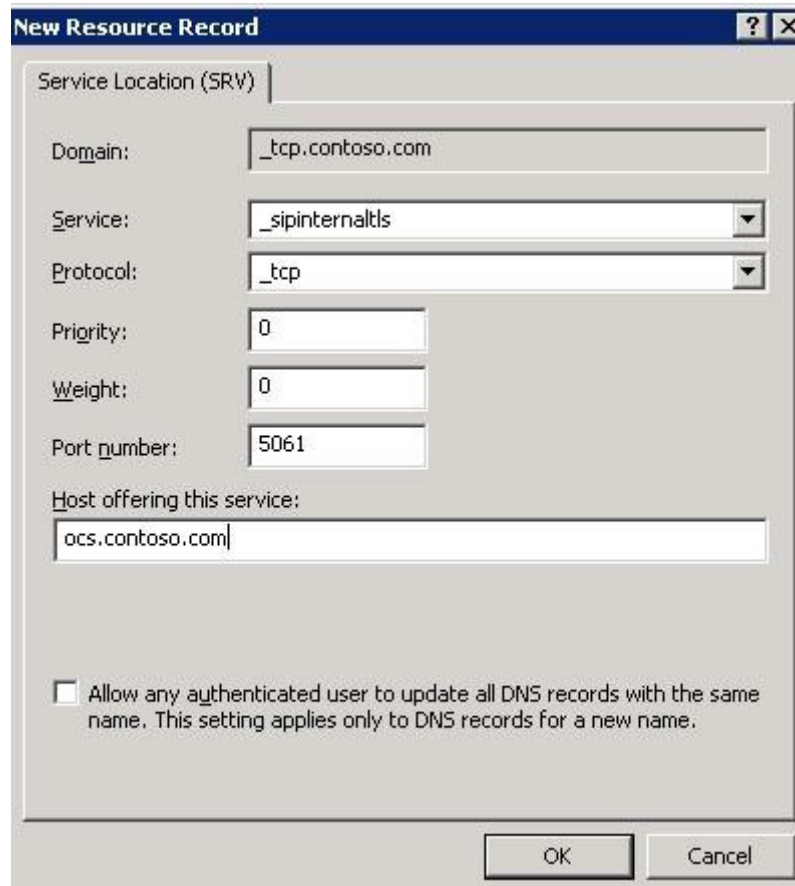 New Resource Record
Service Location (SRV)
Domain: _tcp.contoso.com
Service: _sipinternaltls
Protocol: _tcp
Priority: 0
Weight: 0
Port number: 5061
Host offering this service:
ocs.contoso.com
Allow any authenticated user to update all DNS records with the same
name. This setting applies only to DNS records for a new name.
OK Cancel